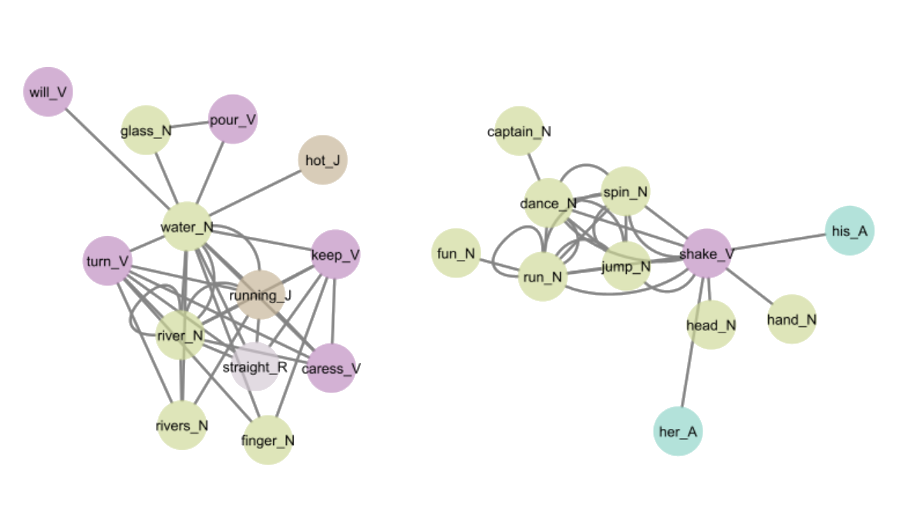 will_V
glass_N
pour_V
hot_J
water_N
turn_V
keep_V
running_J
river_N
straight_R
caress_V
rivers_N
finger_N
captain_N
dance_N
spin_N
his_A
fun_N
run_N
jump_N
shake_V
head_N
hand_N
her_A